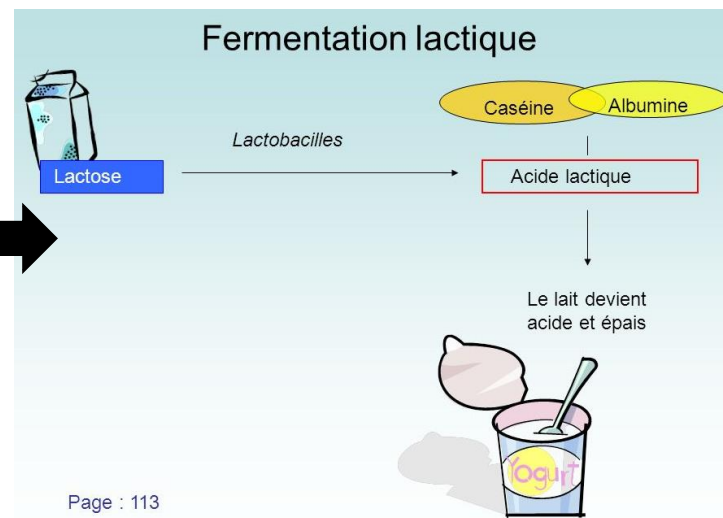 Fermentation lactique
Caséine Albumine
Lactobacilles
Lactose
Acide lactique
Le lait devient
acide et épais
Yogurt
Page : 113